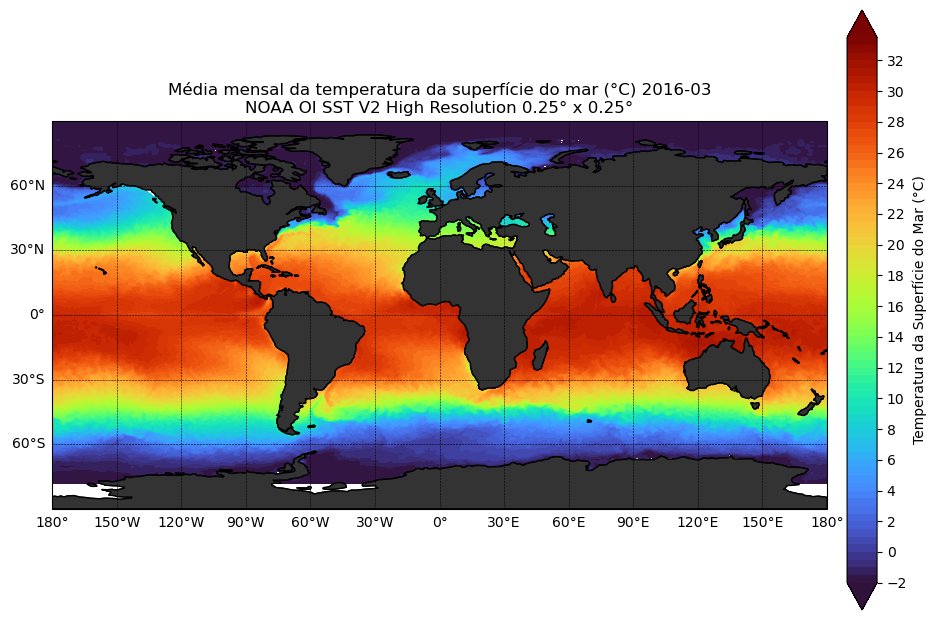 Média mensal da temperatura da superfície do mar (°C) 2016-03
NOAA OI SST V2 High Resolution 0.25° x 0.25°
60°N
30°N
0°
30°S
60°S
180°
150°W
120°W
90°W
60°W
30°W
0°
30°E
60°E
90°E
120°E
150°E
180°
32
30
28
26
24
22
20
18
16
14
12
10
8
6
4
2
0
−2
Temperatura da Superfície do Mar (°C)